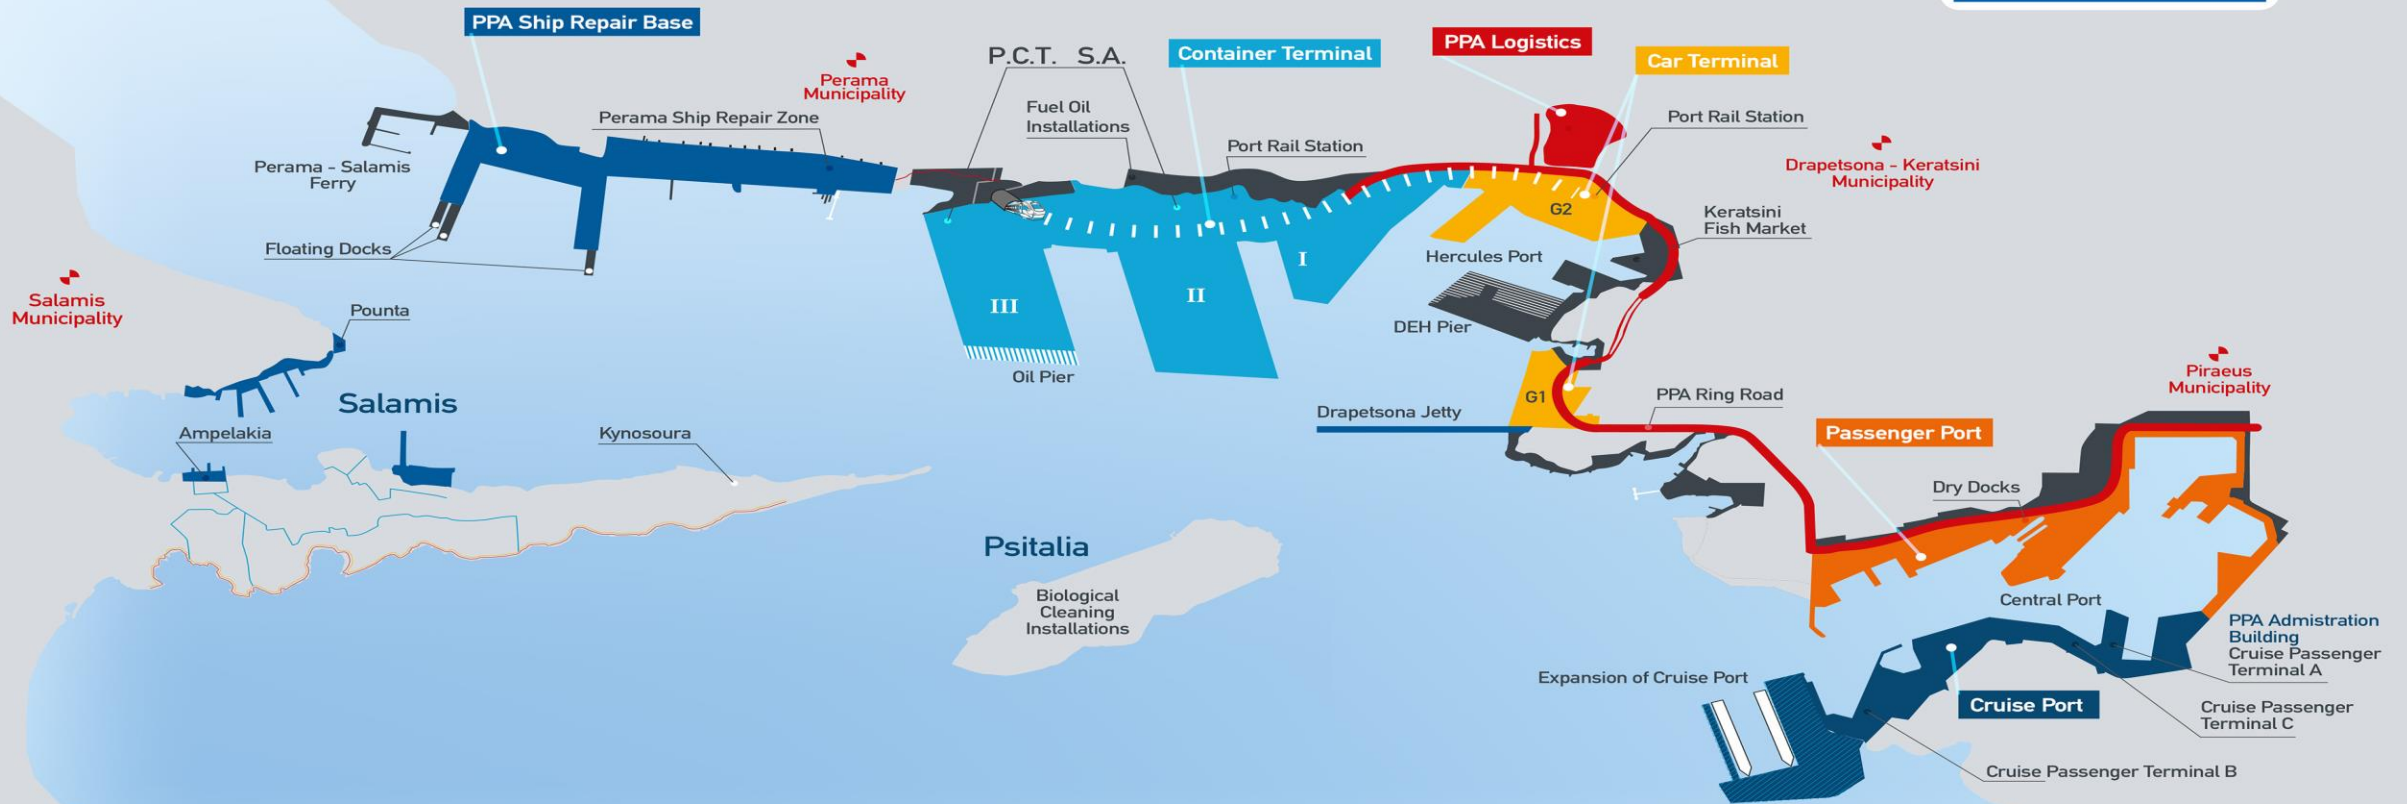 PPA Ship Repair Base
Perama
Municipality
P.C.T. S.A.
Container Terminal
PPA Logistics
Car Terminal
Perama Ship Repair Zone
Fuel Oil
Installations
Port Rail Station
Port Rail Station
Drapetsona - Keratsini
Municipality
Perama - Salamis
Ferry
Floating Docks
G2
Keratsini
Fish Market
Hercules Port
I
II
III
DEH Pier
Salamis
Municipality
Pounta
Oil Pier
Piraeus
Municipality
Salamis
G1
PPA Ring Road
Drapetsona Jetty
Ampelakia
Kynosoura
Passenger Port
Dry Docks
Psitalia
Biological
Cleaning
Installations
Central Port
PPA Admistration
Building
Cruise Passenger
Terminal A
Expansion of Cruise Port
Cruise Port
Cruise Passenger
Terminal C
Cruise Passenger Terminal B